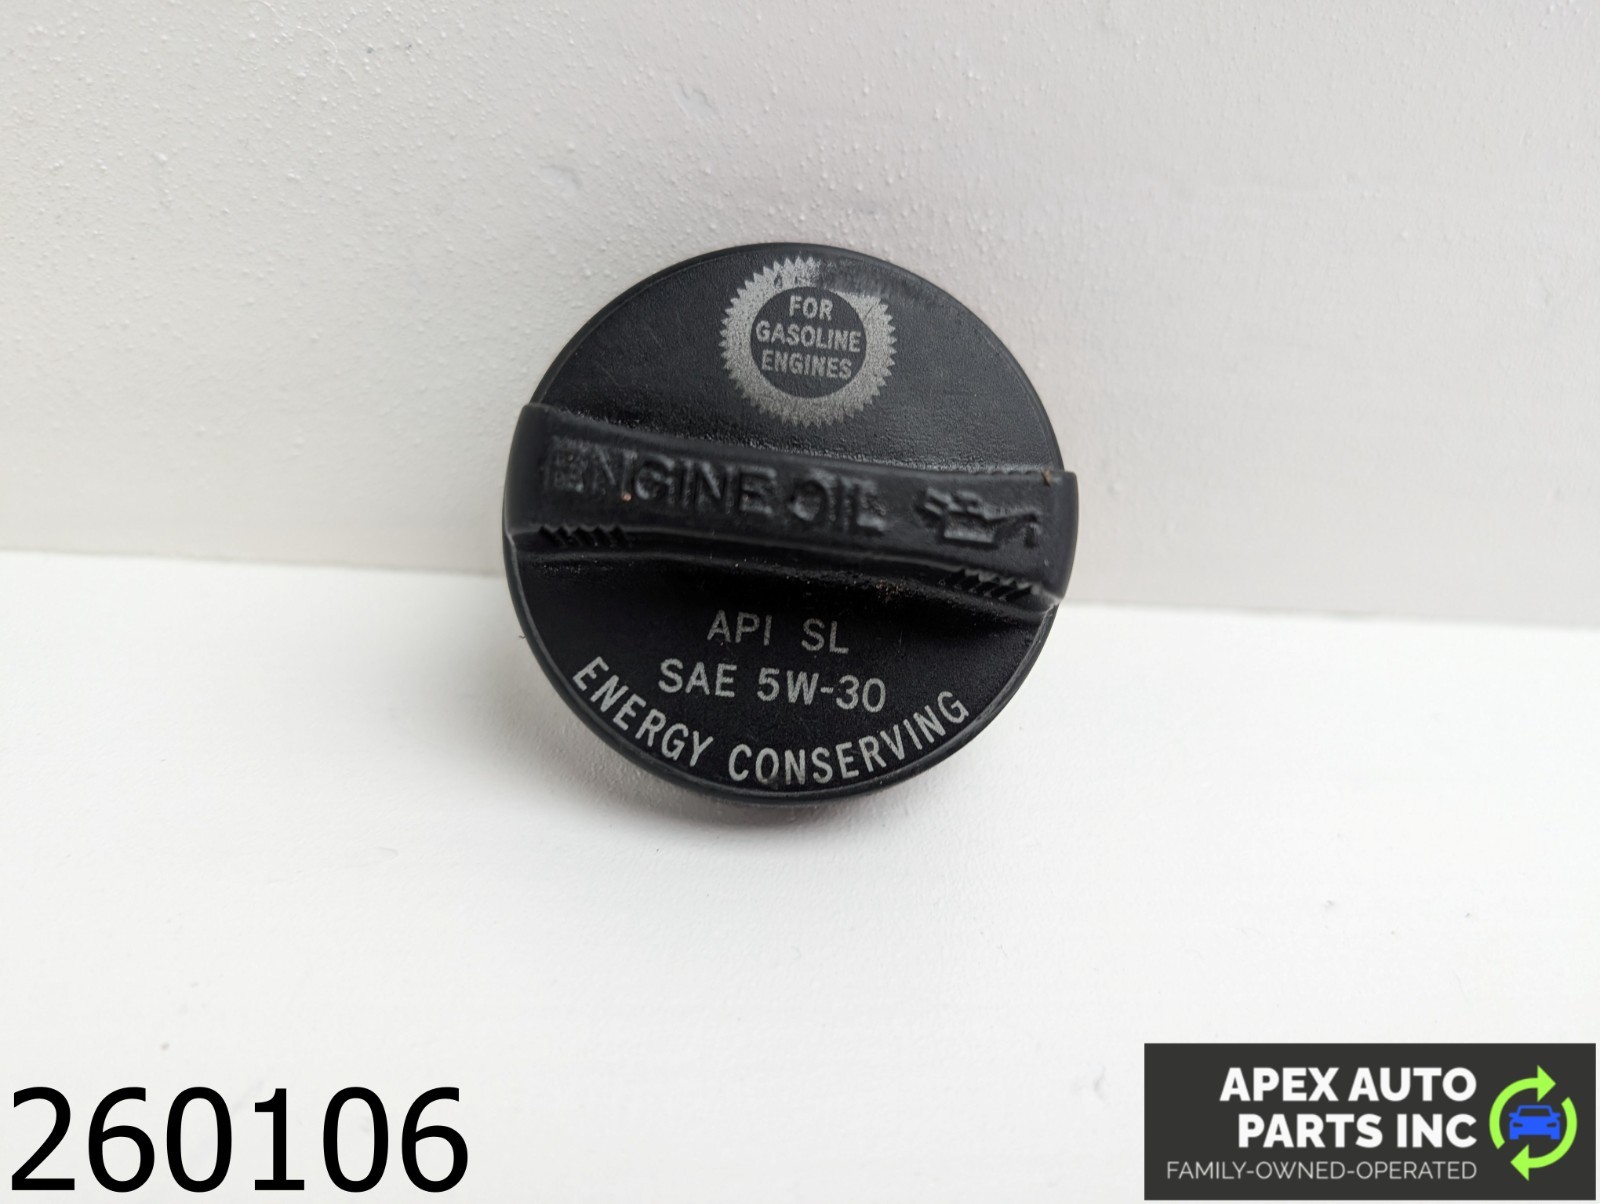 FOR
GASOLINE
ENGINES
ENGINE OIL
API SL
SAE 5W-30
ENERGY CONSERVING
260106
APEX AUTO
PARTS INC
FAMILY-OWNED-OPERATED